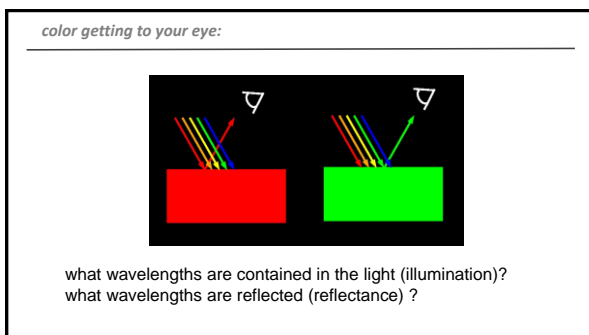 color getting to your eye:
what wavelengths are contained in the light (illumination)?
what wavelengths are reflected (reflectance) ?